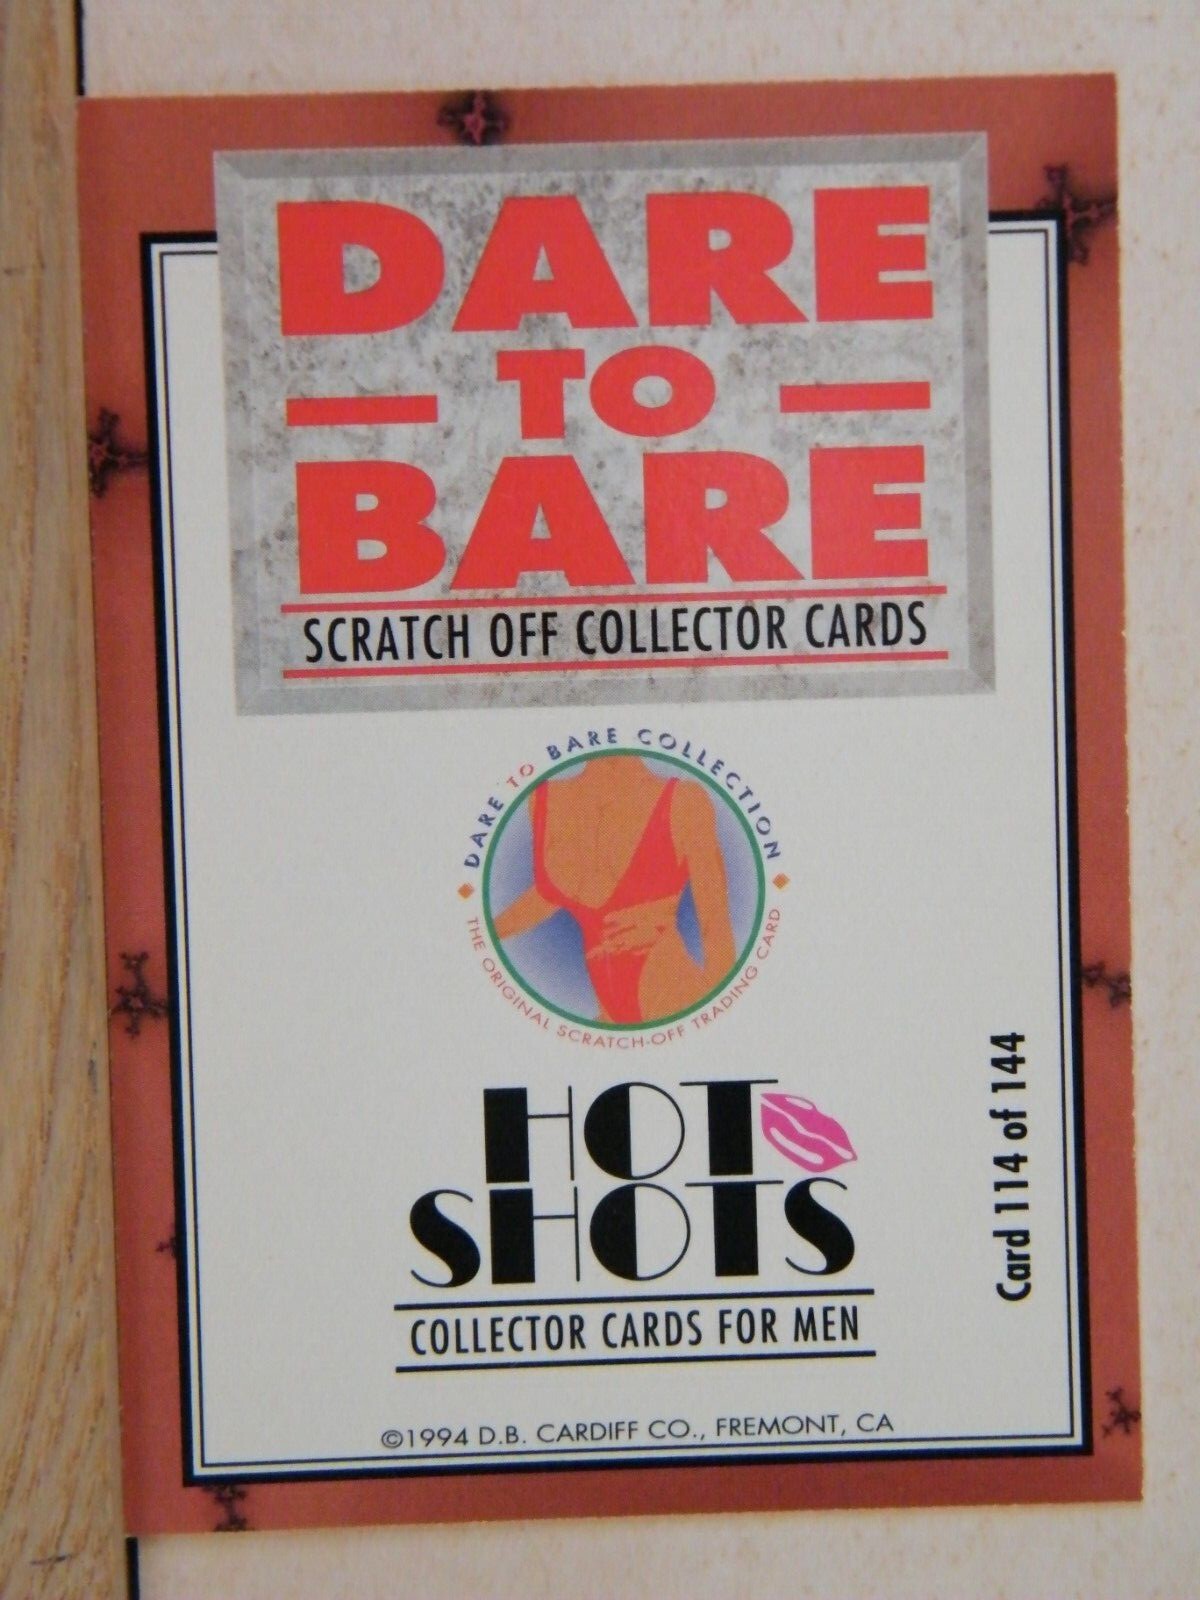 DARE
TO
BARE
SCRATCH OFF COLLECTOR CARDS
DARE TO BARE COLLECTION
THE ORIGINAL SCRATCH-OFF TRADING CARD
HOT
SHOTS
COLLECTOR CARDS FOR MEN
Card 114 of 144
©1994 D.B. CARDIFF CO., FREMONT, CA